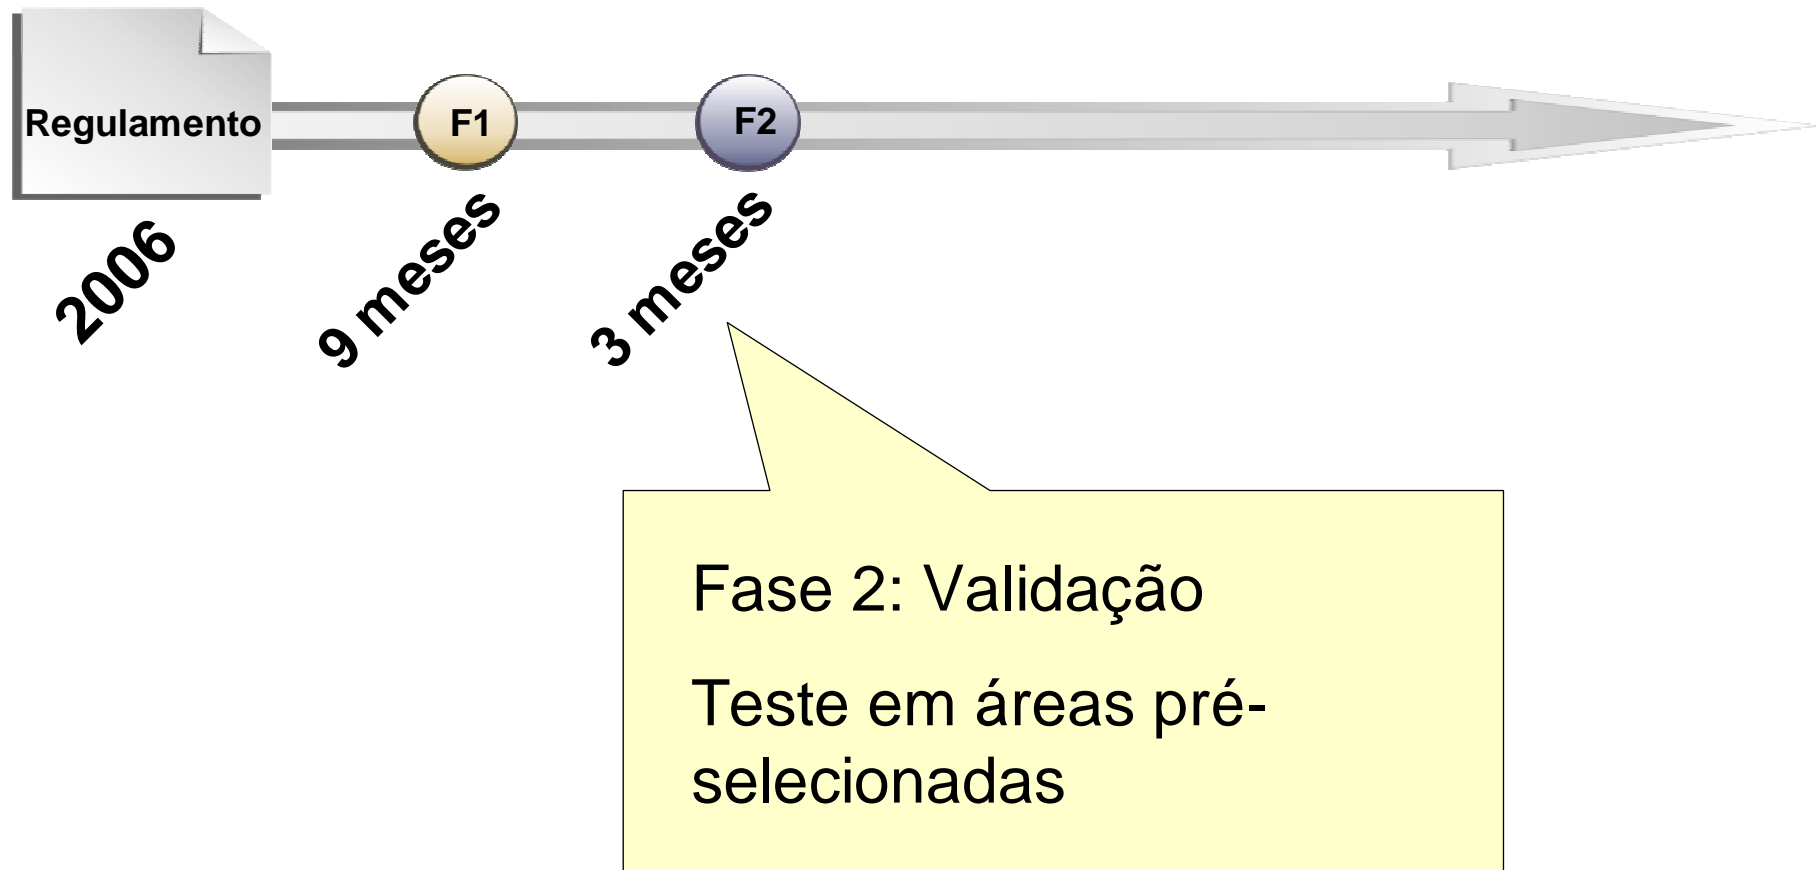 Regulamento
F1
F2
2006
9 meses
3 meses
Fase 2: Validação
Teste em áreas pré-
selecionadas